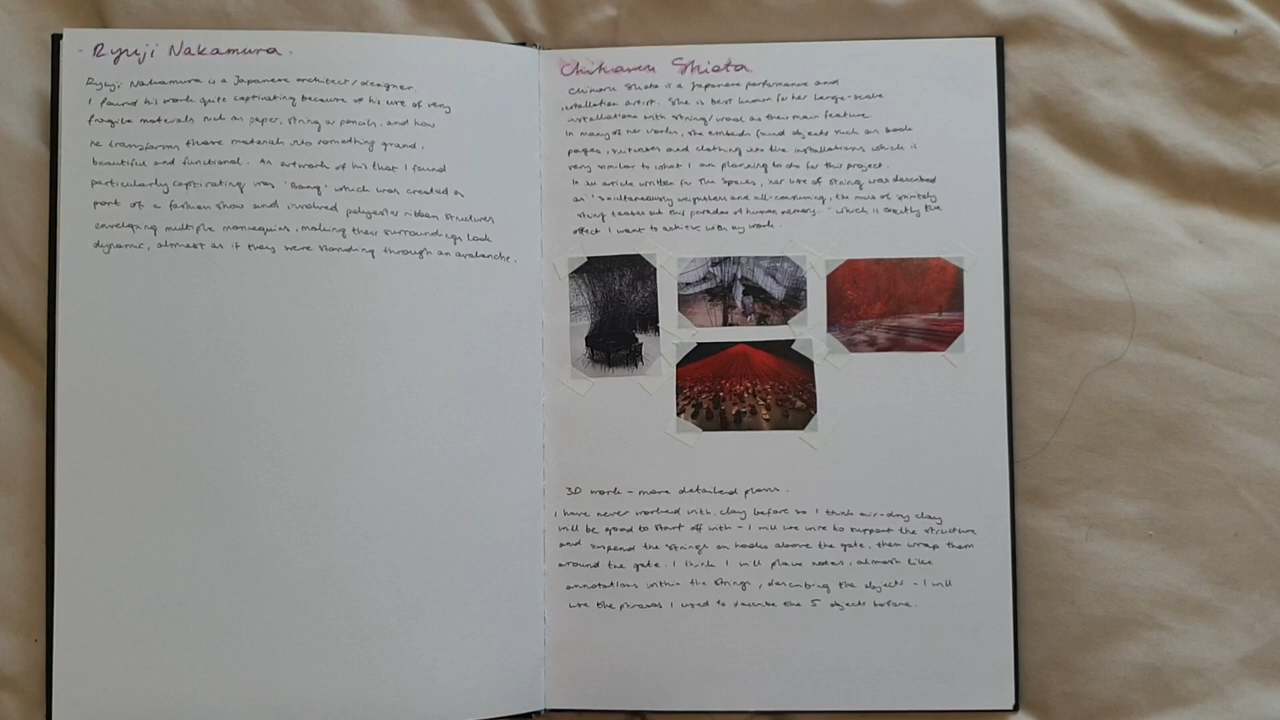 Ryuji Nakamura.
Ryuji Nakamura is a Japanese architect/designer.
I found his work quite captivating because of his use of very
fragile materials such as paper, string or pencils, and how
he transforms those materials into something grand,
beautiful and functional. An artwork of his that I found
particularly captivating was 'Bang' which was created as
part of a fashion show and involved polyester ribbon structures
enveloping multiple mannequins, making their surroundings look
dynamic, almost as if they were standing through an avalanche.
Chiharu Shiota
Chiharu Shiota is a Japanese performance and
installation artist. She is best known for her large-scale
installations with string/wool as their main feature.
In many of her works, she embeds found objects such as book
pages, suitcases and clothing into the installations which is
very similar to what I am planning to do for this project.
In an article written for The Spaces, her use of string was described
as 'simultaneously and all-consuming, the mass of spindely
string teases out this paradox of human memory.' which is exactly the
effect I want to achieve with my work.
3D work - more detailed plans.
I have never worked with clay before so I think air-dry clay
will be good to start off with - I will use wire to support the structure
and suspend the strings on hooks above the gate, then wrap them
around the gate. I think I will place notes, almost like
annotations within the strings, describing the objects - I will
use the phrases I used to describe the 5 objects before.